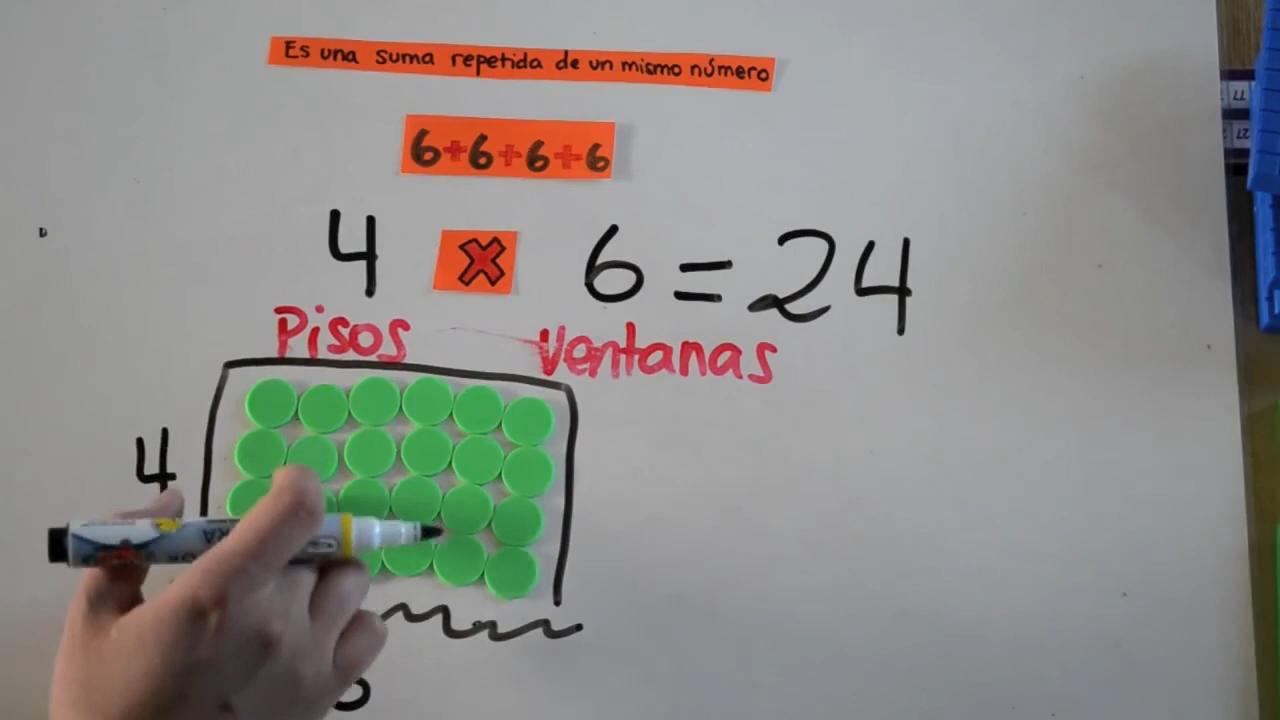 Es una suma repetida de un mismo número
6+6+6+6
4 x 6 = 24
Pisos ventanas
4